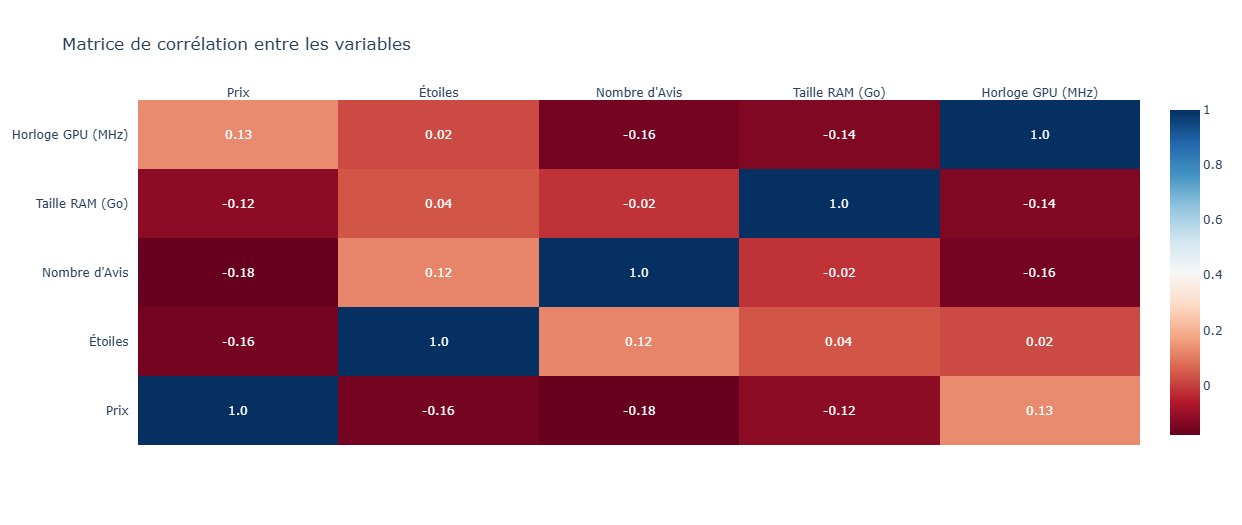 Matrice de corrélation entre les variables
Prix Étoiles Nombre d'Avis Taille RAM (Go) Horloge GPU (MHz)
Horloge GPU (MHz) 0.13 0.02 -0.16 -0.14 1.0
Taille RAM (Go) -0.12 0.04 -0.02 1.0 -0.14
Nombre d'Avis -0.18 0.12 1.0 -0.02 -0.16
Étoiles -0.16 1.0 0.12 0.04 0.02
Prix 1.0 -0.16 -0.18 -0.12 0.13
1
0.8
0.6
0.4
0.2
0